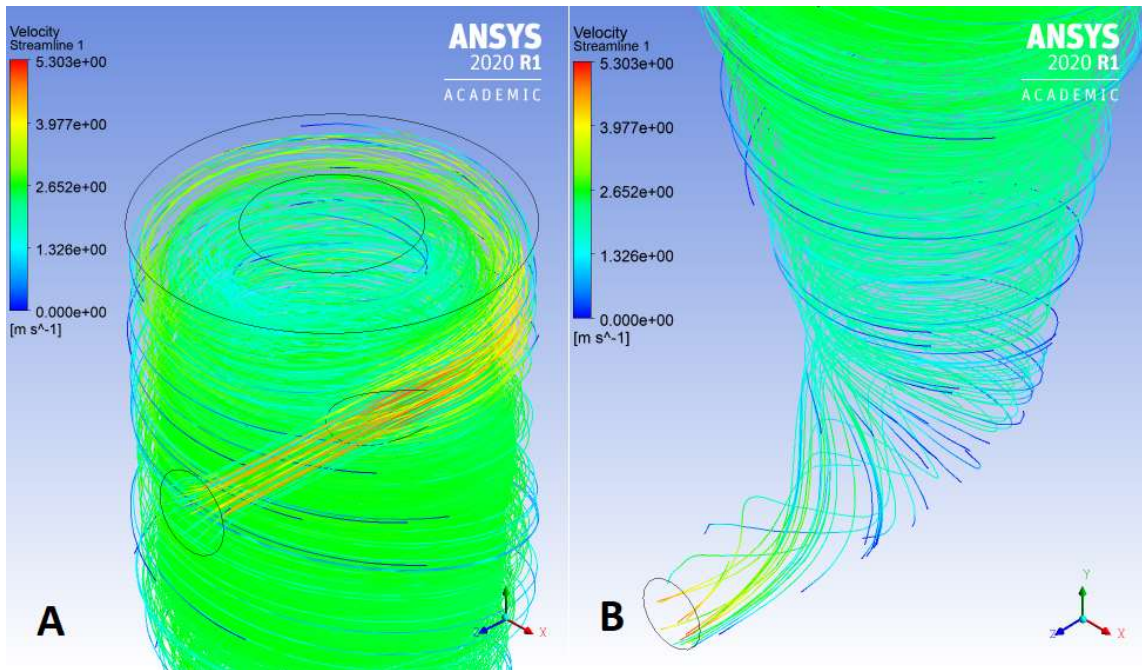 Velocity
Streamline 1
5.303e+00
3.977e+00
2.652e+00
1.326e+00
0.000e+00
[m s^-1]
ANSYS
2020 R1
ACADEMIC
A
Z
X
Velocity
Streamline 1
5.303e+00
3.977e+00
2.652e+00
1.326e+00
0.000e+00
[m s^-1]
ANSYS
2020 R1
ACADEMIC
B
Y
Z
X